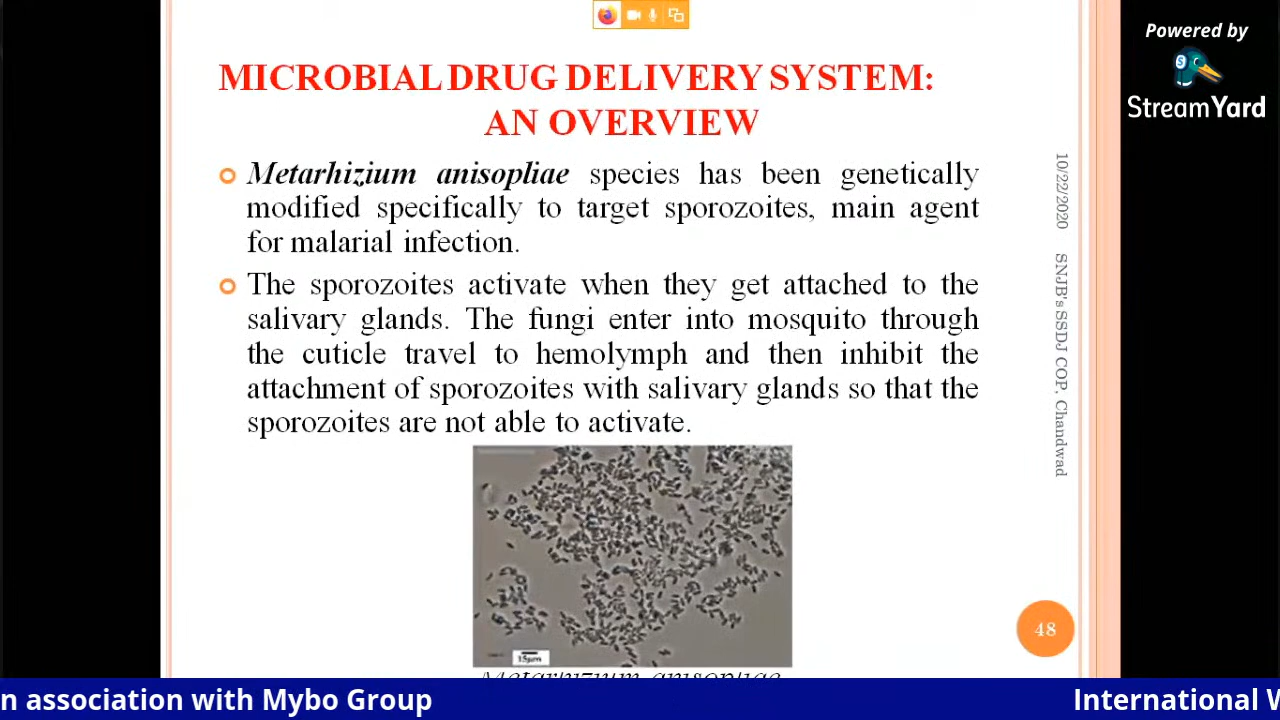 Powered by
StreamYard
MICROBIAL DRUG DELIVERY SYSTEM:
AN OVERVIEW
Metarhizium anisopliae species has been genetically
modified specifically to target sporozoites, main agent
for malarial infection.
The sporozoites activate when they get attached to the
salivary glands. The fungi enter into mosquito through
the cuticle travel to hemolymph and then inhibit the
attachment of sporozoites with salivary glands so that the
sporozoites are not able to activate.
10/22/2020 SNJB's SSDJ COP, Chandwad
15µm
48
Metarhizium anisopliae
n association with Mybo Group
International W